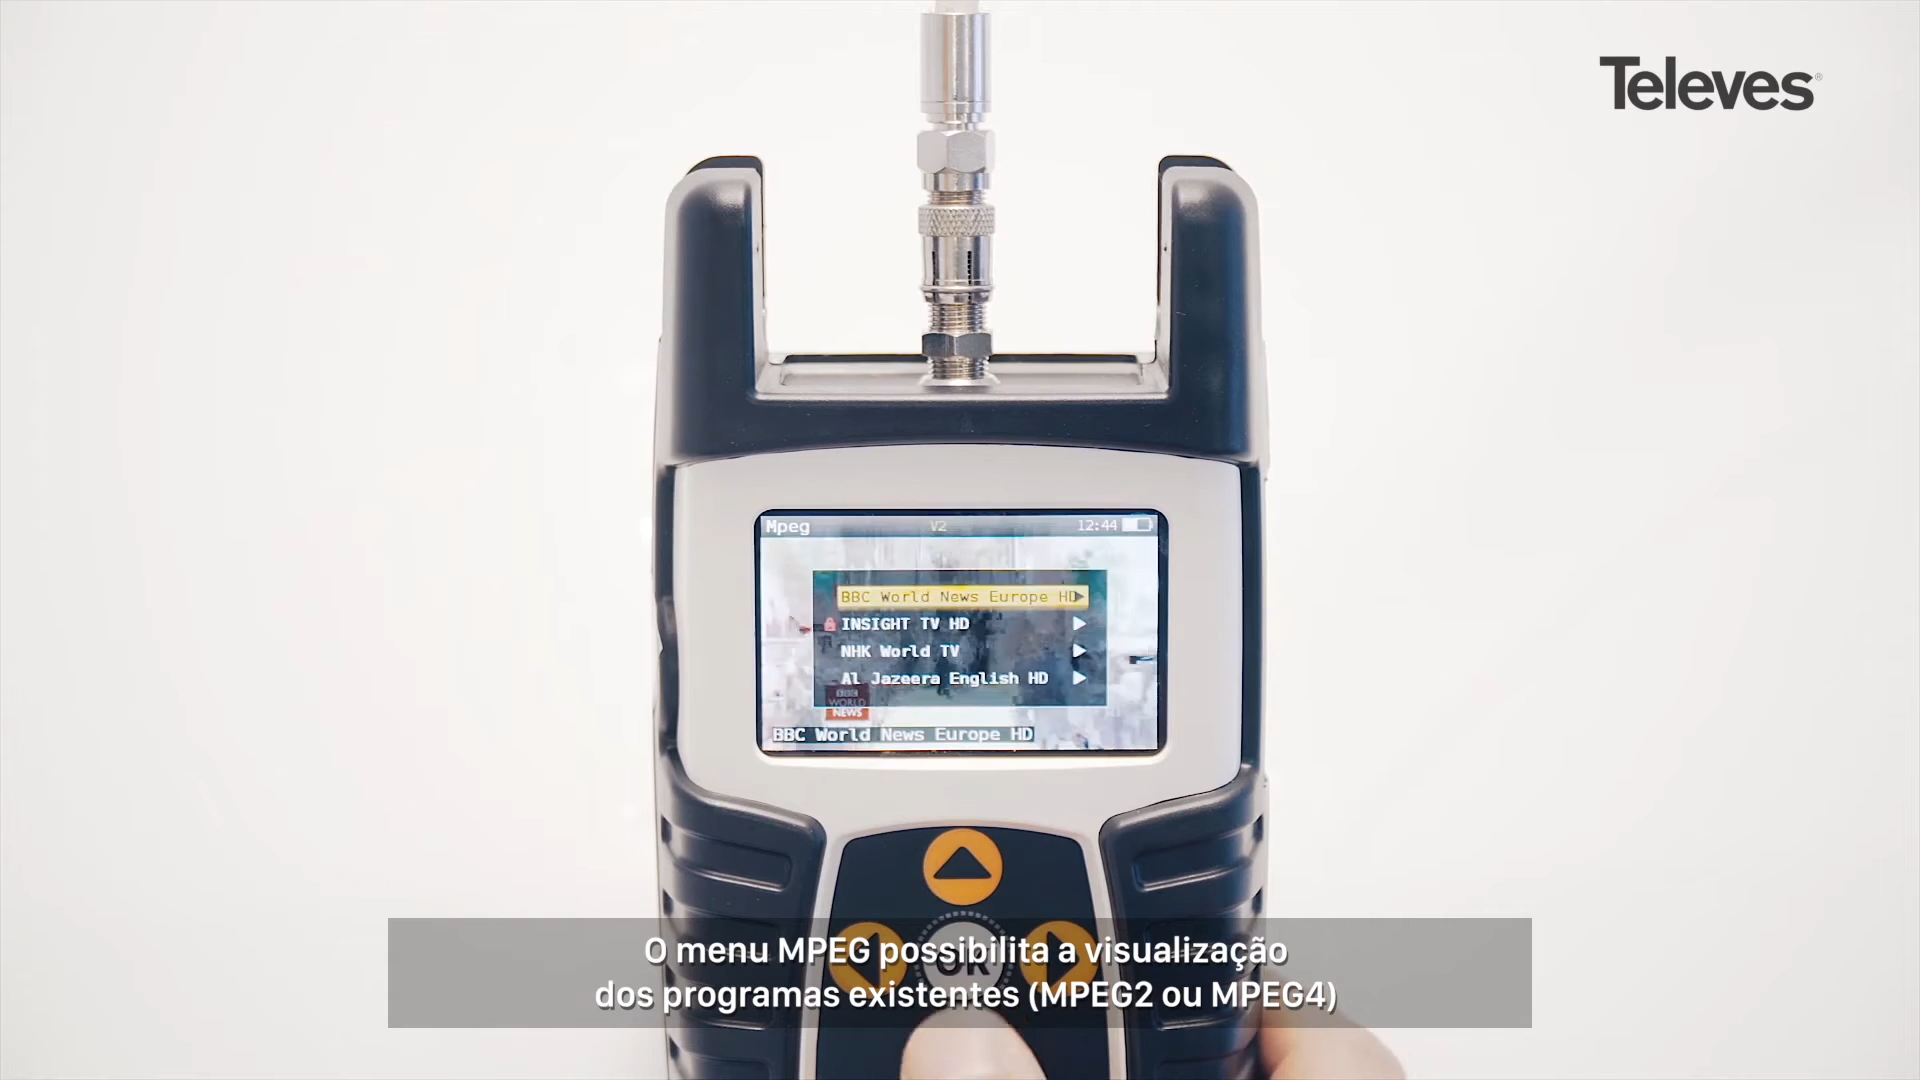 Televes
Mpeg V2 12:44
BBC World News Europe HD
INSIGHT TV HD
NHK World TV
Al Jazeera English HD
BBC
WORLD
NEWS
BBC World News Europe HD
OK
O menu MPEG possibilita a visualização
dos programas existentes (MPEG2 ou MPEG4)